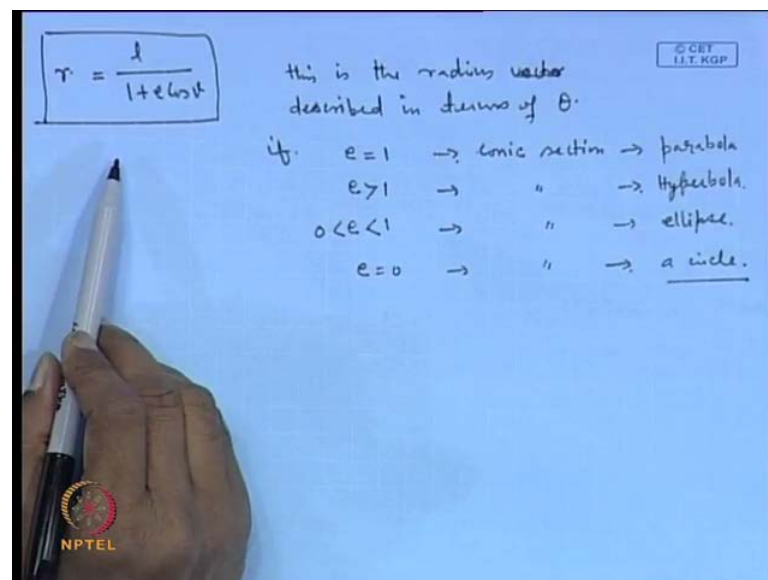 r = l / 1+e cos θ
this is the radius vector
described in terms of θ.
if. e = 1 → conic section → parabola
e > 1 → " → Hyperbola.
0 < e < 1 → " → ellipse.
e = 0 → " → a circle.
© CET
I.I.T. KGP
NPTEL